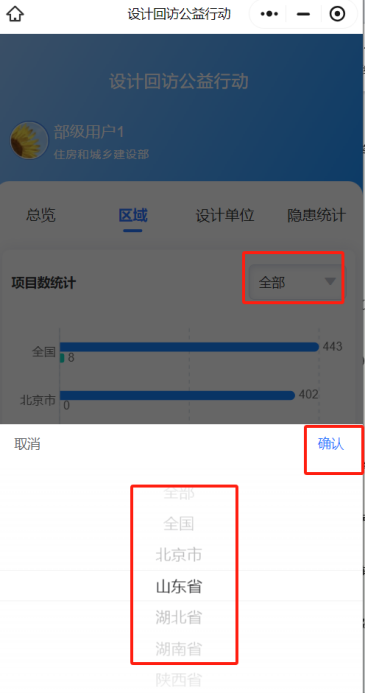 设计回访公益行动
设计回访公益行动
部级用户1
住房和城乡建设部
总览 区域 设计单位 隐患统计
项目数统计 全部
全国 443
8
北京市 402
0
取消 确认
全部
全国
北京市
山东省
湖北省
湖南省
陕西省